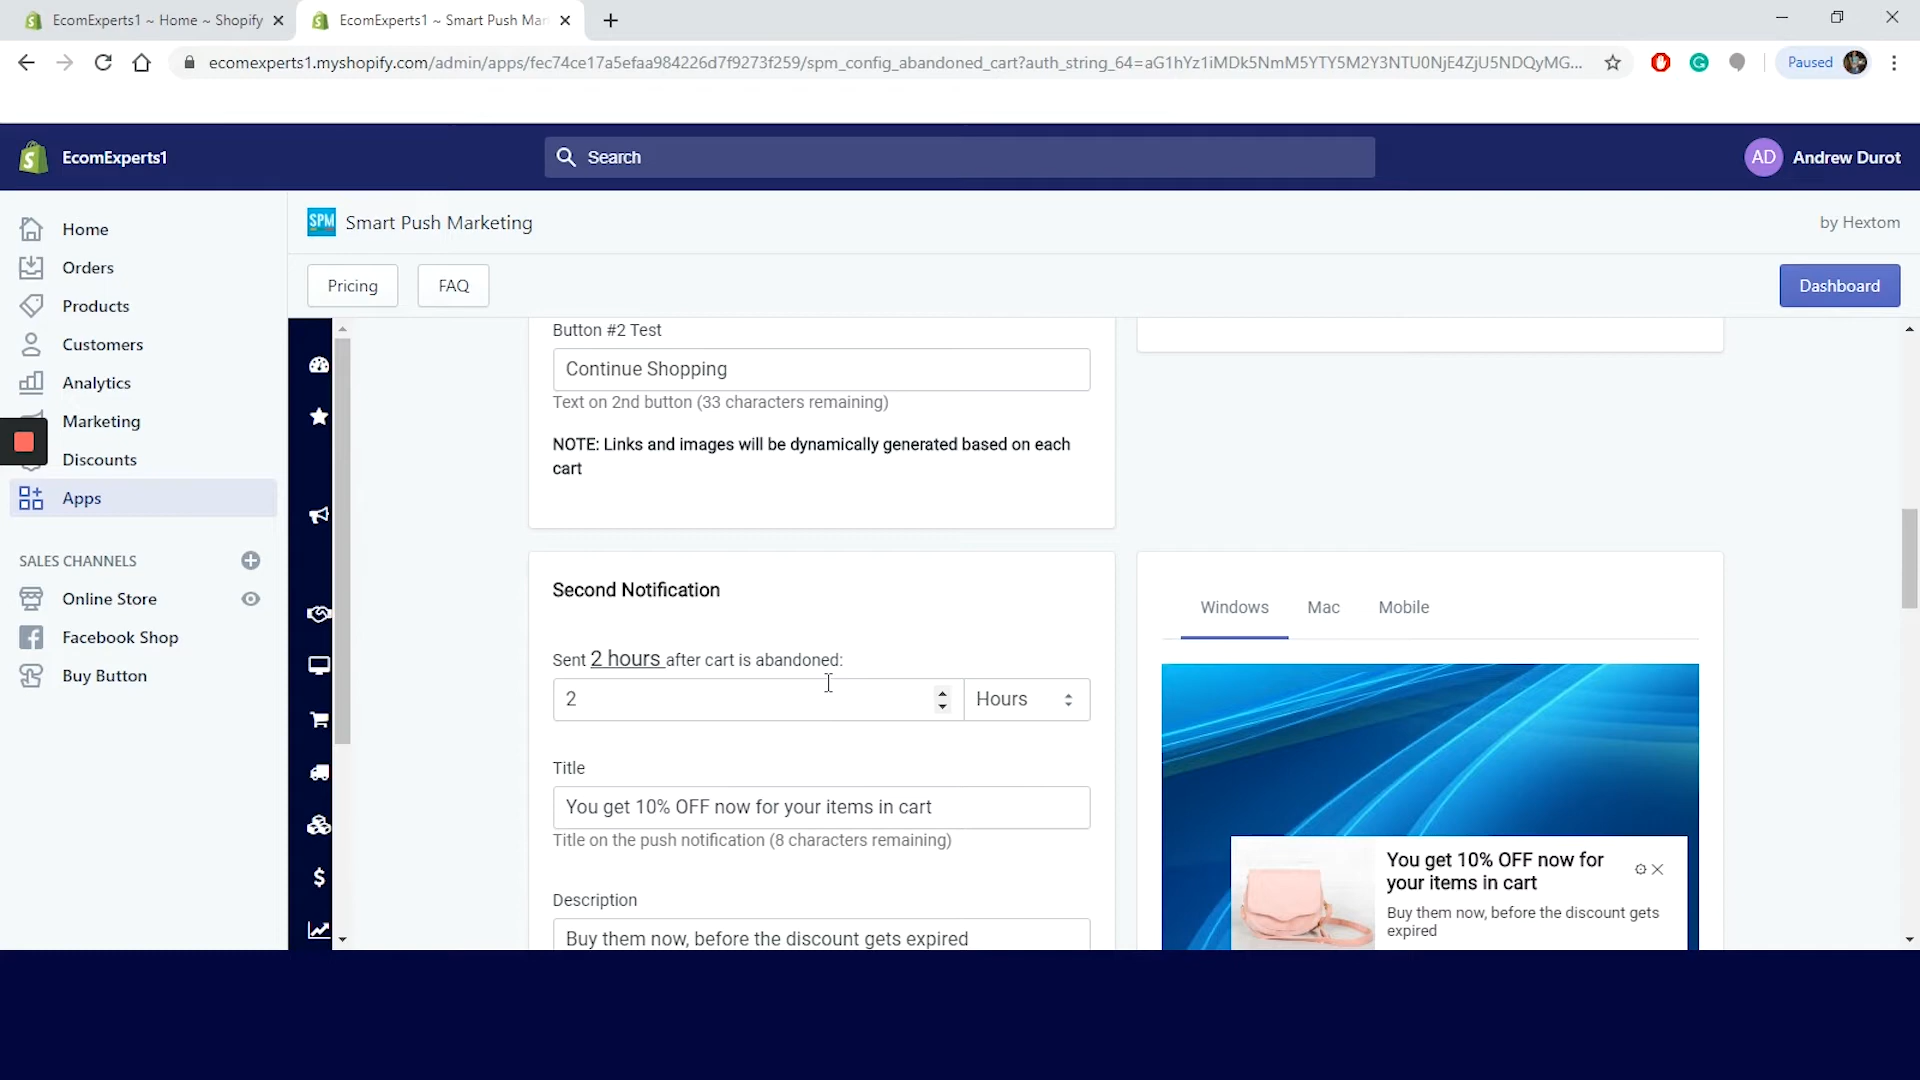 EcomExperts1 ~ Home ~ Shopify
EcomExperts1 ~ Smart Push Mar
ecomexperts1.myshopify.com/admin/apps/fec74ce17a5efaa984226d7f9273f259/spm_config_abandoned_cart?auth_string_64=aG1hYz1iMDk5NmM5YTY5M2Y3NTU0NjE4ZjU5NDQyMG...
Paused
EcomExperts1
Search
AD
Andrew Durot
Home
Orders
Products
Customers
Analytics
Marketing
Discounts
Apps
SALES CHANNELS
Online Store
Facebook Shop
Buy Button
SPM
Smart Push Marketing
by Hextom
Pricing
FAQ
Dashboard
Button #2 Test
Continue Shopping
Text on 2nd button (33 characters remaining)
NOTE: Links and images will be dynamically generated based on each
cart
Second Notification
Sent 2 hours after cart is abandoned:
2
Hours
Title
You get 10% OFF now for your items in cart
Title on the push notification (8 characters remaining)
Description
Buy them now, before the discount gets expired
Windows
Mac
Mobile
You get 10% OFF now for
your items in cart
Buy them now, before the discount gets
expired